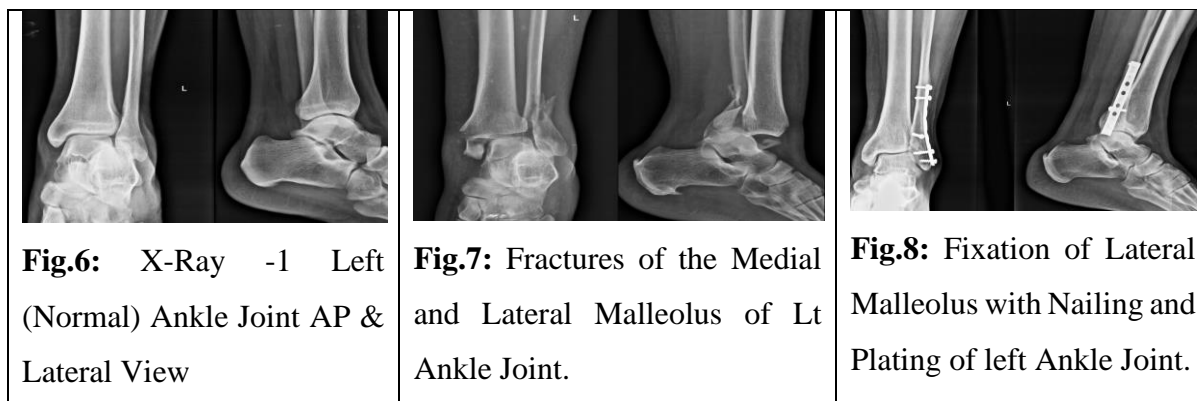 L
L
L
Fig.6: X-Ray -1 Left
(Normal) Ankle Joint AP &
Lateral View
Fig.7: Fractures of the Medial
and Lateral Malleolus of Lt
Ankle Joint.
Fig.8: Fixation of Lateral
Malleolus with Nailing and
Plating of left Ankle Joint.